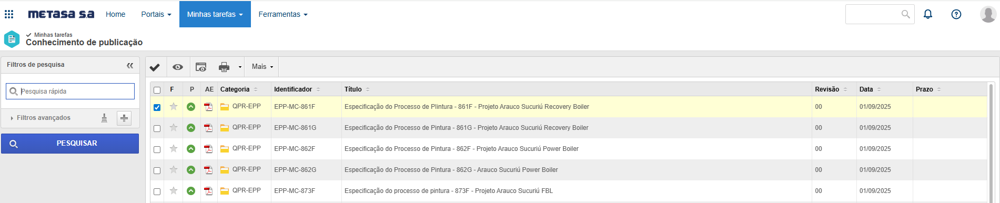 METASA S.A Home Portais Minhas tarefas Ferramentas
Minhas tarefas
Conhecimento de publicação
Filtros de pesquisa
Pesquisa rápida
Filtros avançados
PESQUISAR
Mais
F P AE Categoria Identificador Título Revisão Data Prazo
QPR-EPP EPP-MC-861F Especificação do Processo de Plintura - 861F - Projeto Arauco Sucuriú Recovery Boiler 00 01/09/2025
QPR-EPP EPP-MC-861G Especificação do Processo de Pintura - 861G - Projeto Arauco Sucuriú Recovery Boiler 00 01/09/2025
QPR-EPP EPP-MC-862F Especificação do Processo de Pintura - 862F - Projeto Arauco Sucuriú Power Boiler 00 01/09/2025
QPR-EPP EPP-MC-862G Especificação do Processo de Pintura - 862G - Arauco Sucuriú Power Boiler 00 01/09/2025
QPR-EPP EPP-MC-873F Especificação do processo de pintura - 873F - Projeto Arauco Sucuriú FBL 00 01/09/2025